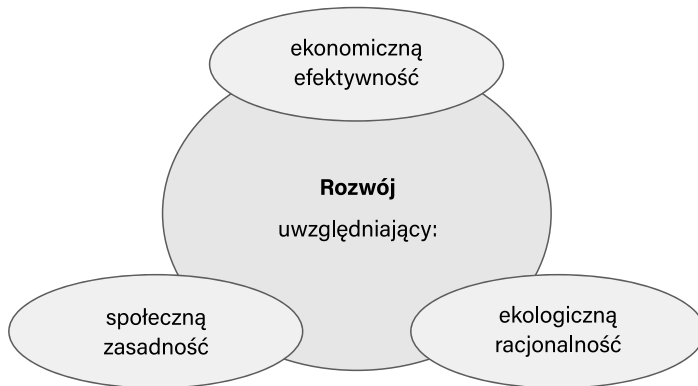 ekonomiczną
efektywność
Rozwój
uwzględniający:
społeczną
zasadność
ekologiczną
racjonalność